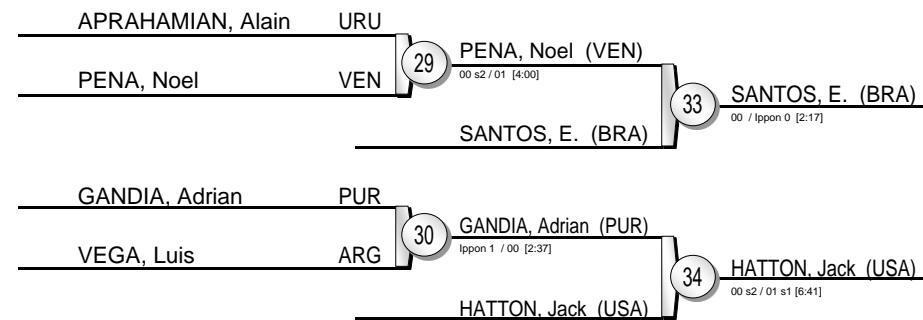 APRAHAMIAN, Alain URU
PENA, Noel VEN
29
PENA, Noel (VEN)
00 s2 / 01 [4:00]
SANTOS, E. (BRA)
33
SANTOS, E. (BRA)
00 / Ippon 0 [2:17]
GANDIA, Adrian PUR
VEGA, Luis ARG
30
GANDIA, Adrian (PUR)
Ippon 1 / 00 [2:37]
HATTON, Jack (USA)
34
HATTON, Jack (USA)
00 s2 / 01 s1 [6:41]